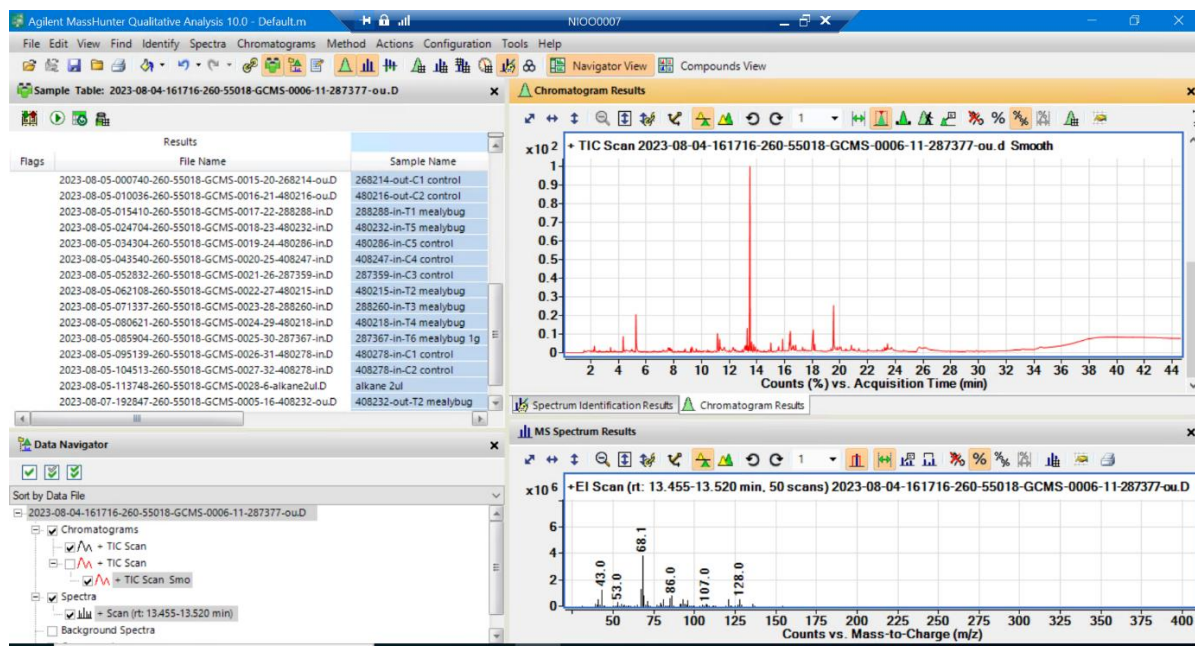 Agilent MassHunter Qualitative Analysis 10.0 - Default.m
NIOO0007
File Edit View Find Identify Spectra Chromatograms Method Actions Configuration Tools Help
Navigator View Compounds View
Sample Table: 2023-08-04-161716-260-55018-GCMS-0006-11-287377-ou.D
Results
Flags File Name Sample Name
2023-08-05-000740-260-55018-GCMS-0015-20-268214-ou.D 268214-out-C1 control
2023-08-05-010036-260-55018-GCMS-0016-21-480216-ou.D 480216-out-C2 control
2023-08-05-015410-260-55018-GCMS-0017-22-288288-in.D 288288-in-T1 mealybug
2023-08-05-024704-260-55018-GCMS-0018-23-480232-in.D 480232-in-T5 mealybug
2023-08-05-034304-260-55018-GCMS-0019-24-480286-in.D 480286-in-C5 control
2023-08-05-043540-260-55018-GCMS-0020-25-408247-in.D 408247-in-C4 control
2023-08-05-052832-260-55018-GCMS-0021-26-287359-in.D 287359-in-C3 control
2023-08-05-062108-260-55018-GCMS-0022-27-480215-in.D 480215-in-T2 mealybug
2023-08-05-071337-260-55018-GCMS-0023-28-288260-in.D 288260-in-T3 mealybug
2023-08-05-080621-260-55018-GCMS-0024-29-480218-in.D 480218-in-T4 mealybug
2023-08-05-085904-260-55018-GCMS-0025-30-287367-in.D 287367-in-T6 mealybug 1g
2023-08-05-095139-260-55018-GCMS-0026-31-480278-in.D 480278-in-C1 control
2023-08-05-104513-260-55018-GCMS-0027-32-408278-in.D 408278-in-C2 control
2023-08-05-113748-260-55018-GCMS-0028-6-alkane2ul.D alkane 2ul
2023-08-07-192847-260-55018-GCMS-0005-16-408232-ou.D 408232-out-T2 mealybug
Data Navigator
Sort by Data File
2023-08-04-161716-260-55018-GCMS-0006-11-287377-ou.D
Chromatograms
+ TIC Scan
+ TIC Scan
+ TIC Scan Smo
Spectra
+ Scan (rt: 13.455-13.520 min)
Background Spectra
Chromatogram Results
1
x10 2 + TIC Scan 2023-08-04-161716-260-55018-GCMS-0006-11-287377-ou.d Smooth
1
0.9
0.8
0.7
0.6
0.5
0.4
0.3
0.2
0.1
0
2 4 6 8 10 12 14 16 18 20 22 24 26 28 30 32 34 36 38 40 42 44
Counts (%) vs. Acquisition Time (min)
Spectrum Identification Results Chromatogram Results
MS Spectrum Results
1
x10 6 +EI Scan (rt: 13.455-13.520 min, 50 scans) 2023-08-04-161716-260-55018-GCMS-0006-11-287377-ou.D
6
4
2
0
43.0 53.0 68.1 86.0 107.0 128.0
50 75 100 125 150 175 200 225 250 275 300 325 350 375 400
Counts vs. Mass-to-Charge (m/z)